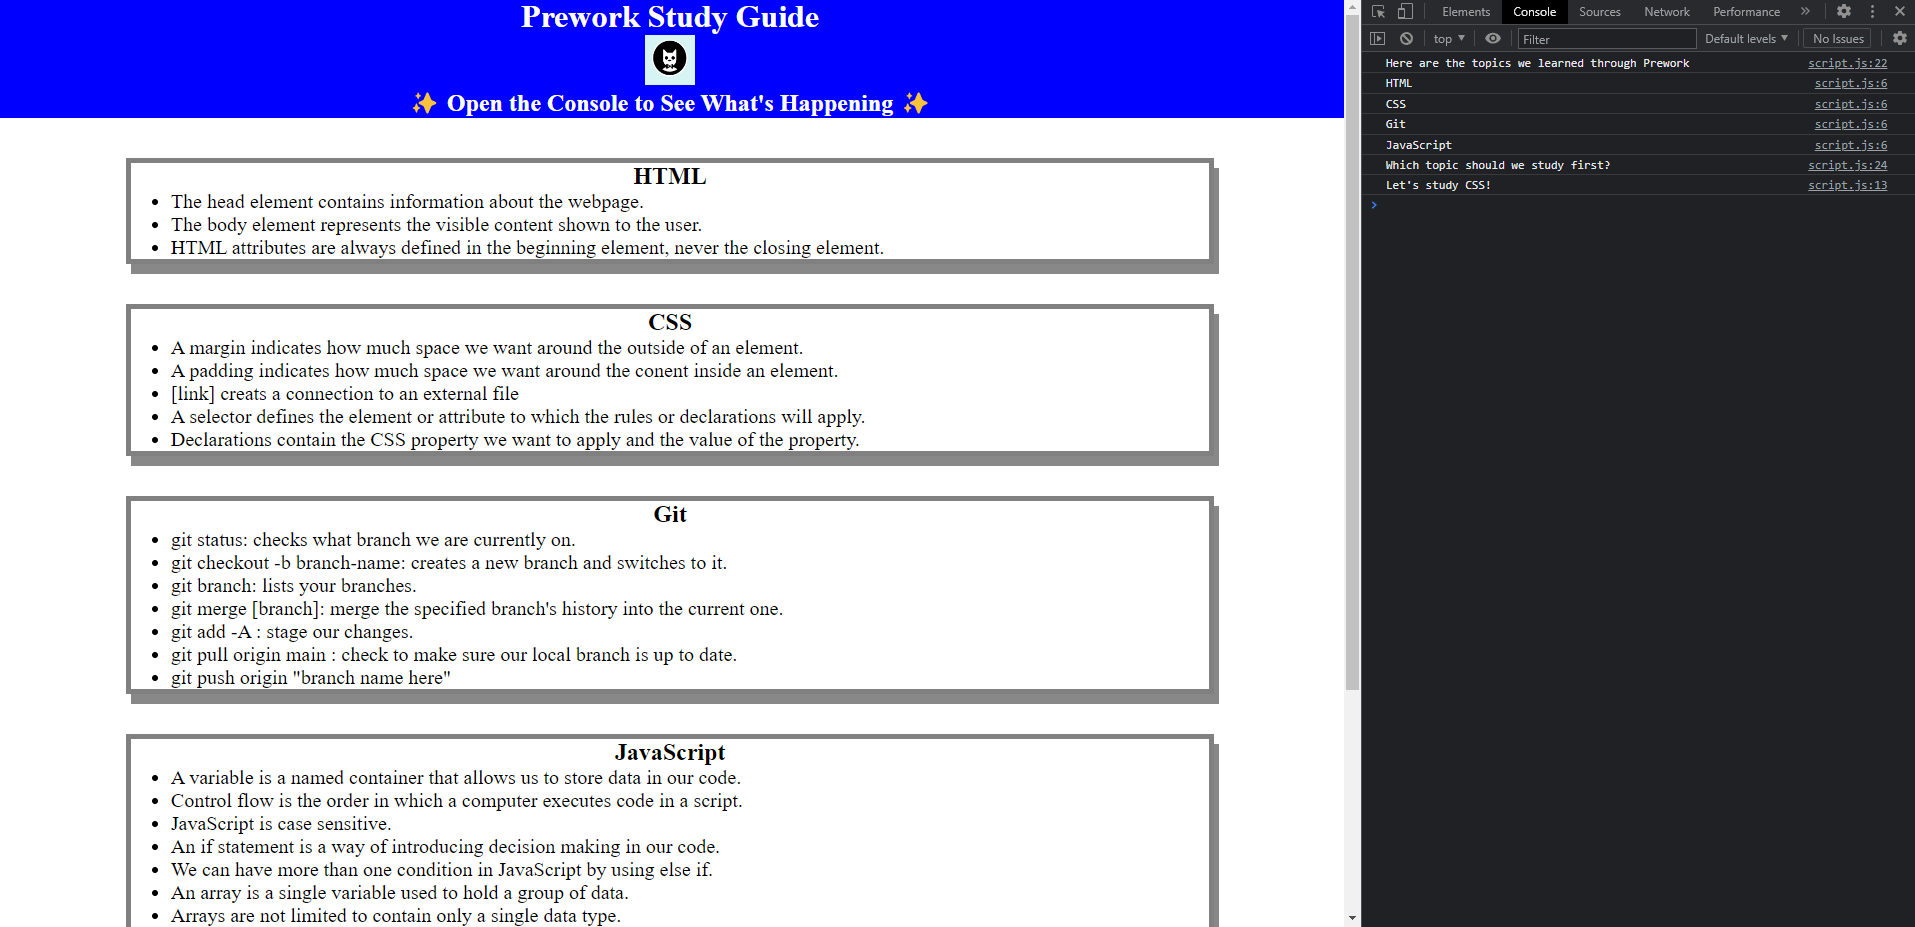 Prework Study Guide
✨ Open the Console to See What's Happening ✨
HTML
• The head element contains information about the webpage.
• The body element represents the visible content shown to the user.
• HTML attributes are always defined in the beginning element, never the closing element.
CSS
• A margin indicates how much space we want around the outside of an element.
• A padding indicates how much space we want around the conent inside an element.
• [link] creats a connection to an external file
• A selector defines the element or attribute to which the rules or declarations will apply.
• Declarations contain the CSS property we want to apply and the value of the property.
Git
• git status: checks what branch we are currently on.
• git checkout -b branch-name: creates a new branch and switches to it.
• git branch: lists your branches.
• git merge [branch]: merge the specified branch's history into the current one.
• git add -A : stage our changes.
• git pull origin main : check to make sure our local branch is up to date.
• git push origin "branch name here"
JavaScript
• A variable is a named container that allows us to store data in our code.
• Control flow is the order in which a computer executes code in a script.
• JavaScript is case sensitive.
• An if statement is a way of introducing decision making in our code.
• We can have more than one condition in JavaScript by using else if.
• An array is a single variable used to hold a group of data.
• Arrays are not limited to contain only a single data type.
Elements Console Sources Network Performance »
top Filter Default levels No Issues
Here are the topics we learned through Prework script.js:22
HTML script.js:6
CSS script.js:6
Git script.js:6
JavaScript script.js:6
Which topic should we study first? script.js:24
Let's study CSS! script.js:13